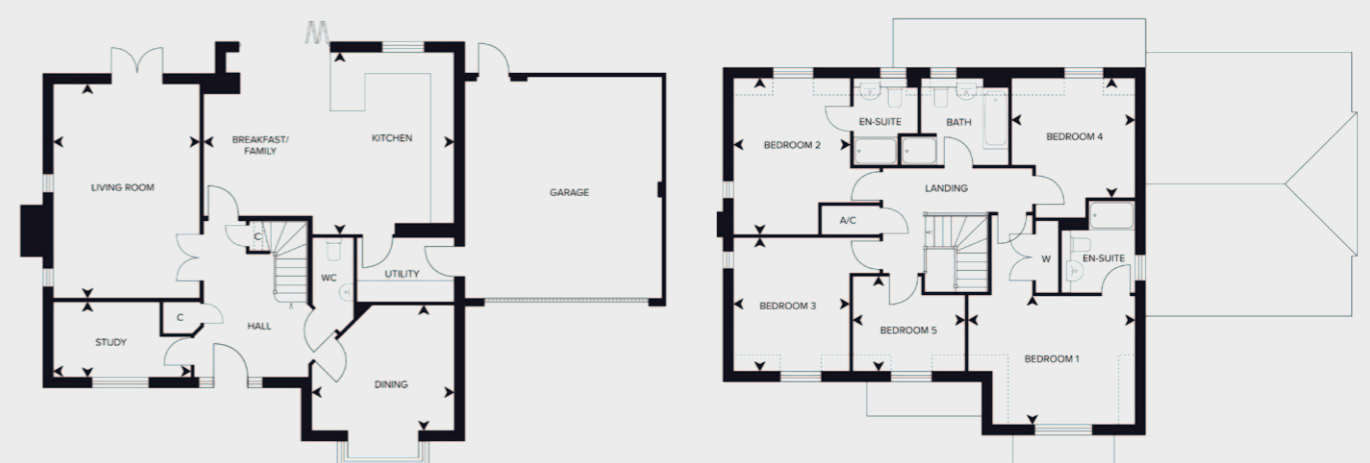 BREAKFAST/
FAMILY
KITCHEN
LIVING ROOM
GARAGE
C
WC
UTILITY
C
HALL
STUDY
DINING
EN-SUITE
BATH
BEDROOM 2
BEDROOM 4
LANDING
A/C
W
EN-SUITE
BEDROOM 3
BEDROOM 5
BEDROOM 1